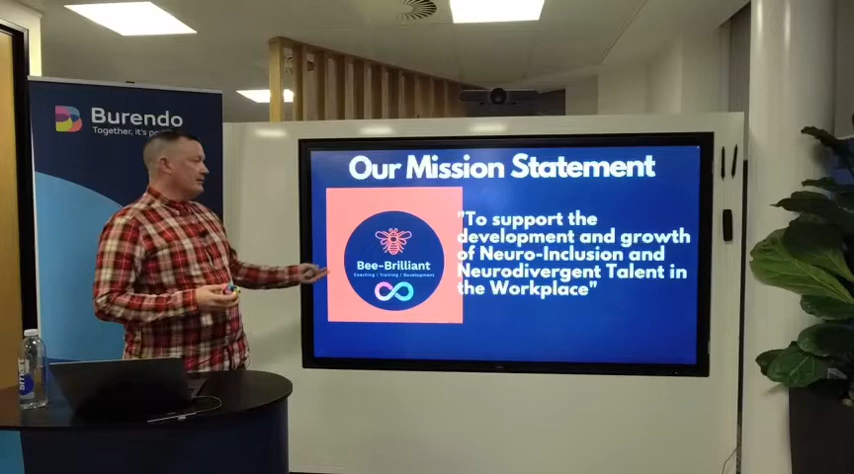 Burendo
Together, it's
Our Mission Statement
"To support the
development and growth
of Neuro-Inclusion and
Neurodivergent Talent in
the Workplace"
Bee-Brilliant
Coaching | Training | Development
smart